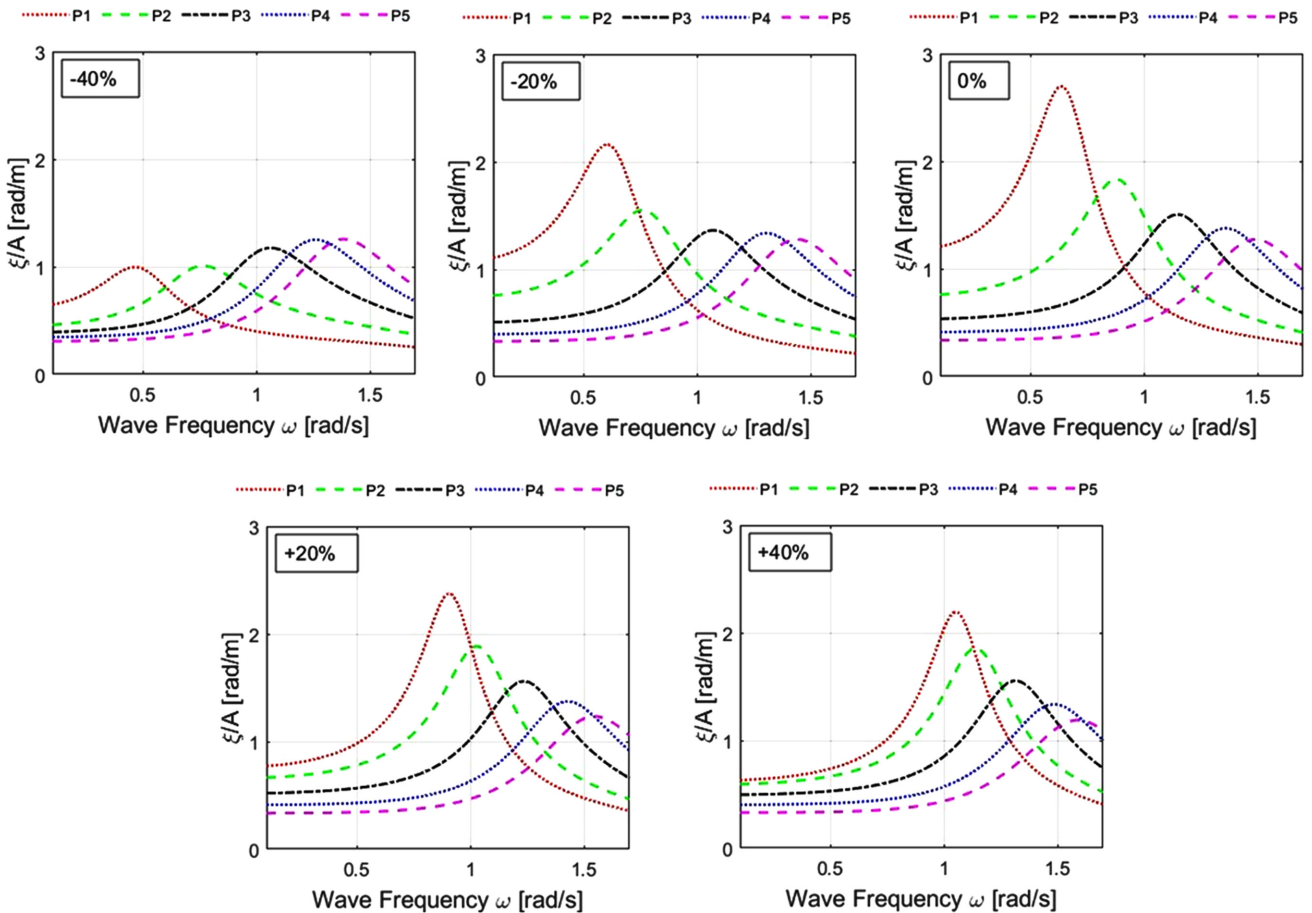 P1 P2 P3 P4 P5
-40%
3
2
1
0
0.5 1 1.5
ξ/A [rad/m]
Wave Frequency ω [rad/s]
P1 P2 P3 P4 P5
-20%
3
2
1
0
0.5 1 1.5
ξ/A [rad/m]
Wave Frequency ω [rad/s]
P1 P2 P3 P4 P5
0%
3
2
1
0
0.5 1 1.5
ξ/A [rad/m]
Wave Frequency ω [rad/s]
P1 P2 P3 P4 P5
+20%
3
2
1
0
0.5 1 1.5
ξ/A [rad/m]
Wave Frequency ω [rad/s]
P1 P2 P3 P4 P5
+40%
3
2
1
0
0.5 1 1.5
ξ/A [rad/m]
Wave Frequency ω [rad/s]